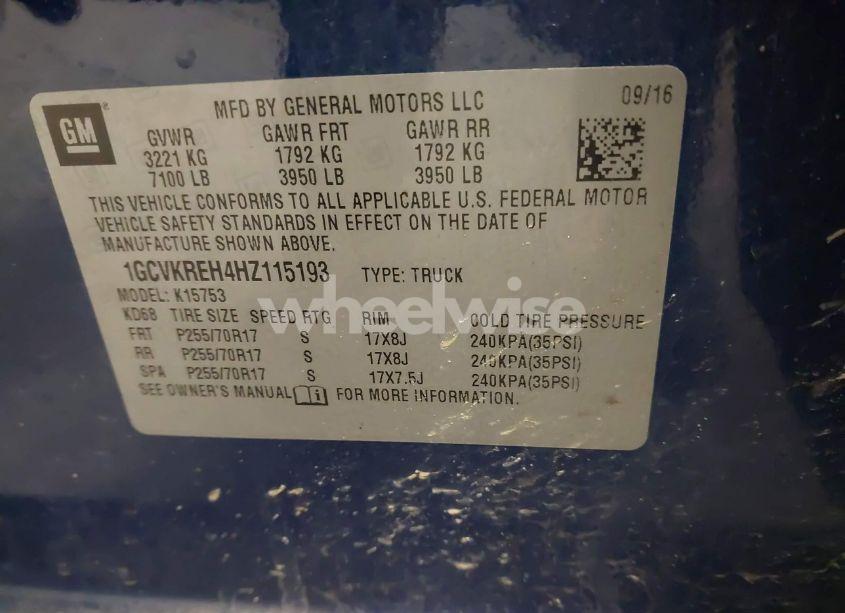 GM ®
MFD BY GENERAL MOTORS LLC 09/16
GVWR GAWR FRT GAWR RR
3221 KG 1792 KG 1792 KG
7100 LB 3950 LB 3950 LB
THIS VEHICLE CONFORMS TO ALL APPLICABLE U.S. FEDERAL MOTOR
VEHICLE SAFETY STANDARDS IN EFFECT ON THE DATE OF
MANUFACTURE SHOWN ABOVE.
1GCVKREH4HZ115193 TYPE: TRUCK
MODEL: K15753
wheelwise
KD68 TIRE SIZE SPEED RTG RIM COLD TIRE PRESSURE
FRT P255/70R17 S 17X8J 240KPA(35PSI)
RR P255/70R17 S 17X8J 240KPA(35PSI)
SPA P255/70R17 S 17X7.5J 240KPA(35PSI)
SEE OWNER'S MANUAL i FOR MORE INFORMATION.